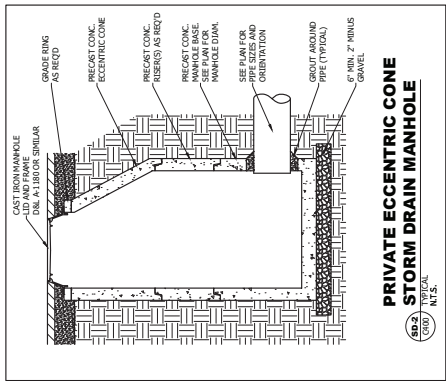 CAST IRON MANHOLE
LID AND FRAME
D&L A-1180 OR SIMILAR
GRADE RING
AS REQ'D
PRECAST CONC.
ECCENTRIC CONE
PRECAST CONC.
RISER(S) AS REQ'D
PRECAST CONC.
MANHOLE BASE.
SEE PLAN FOR
MANHOLE DIAM.
SEE PLAN FOR
PIPE SIZES AND
ORIENTATION
GROUT AROUND
PIPE (TYPICAL)
6" MIN. 2" MINUS
GRAVEL
PRIVATE ECCENTRIC CONE
STORM DRAIN MANHOLE
SD-2
C400
TYPICAL
N.T.S.